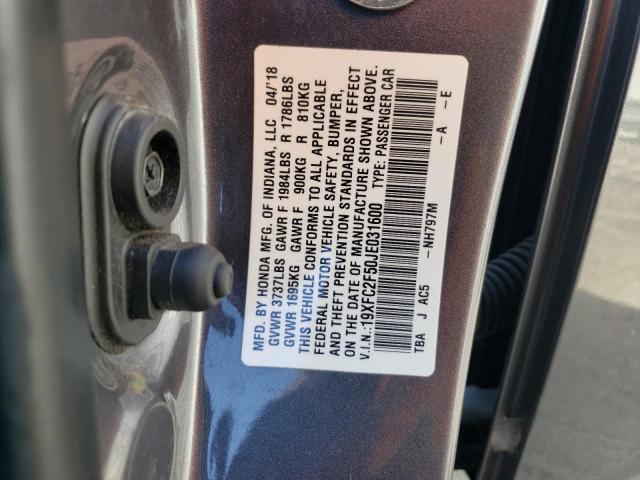 MFD. BY HONDA MFG. OF INDIANA, LLC 04/'18
GVWR 3737LBS GAWR F 1984LBS R 1786LBS
GVWR 1695KG GAWR F 900KG R 810KG
THIS VEHICLE CONFORMS TO ALL APPLICABLE
FEDERAL MOTOR VEHICLE SAFETY, BUMPER,
AND THEFT PREVENTION STANDARDS IN EFFECT
ON THE DATE OF MANUFACTURE SHOWN ABOVE.
V.I.N.:19XFC2F50JE031600 TYPE: PASSENGER CAR
TBA J AC5 -NH797M -A -E